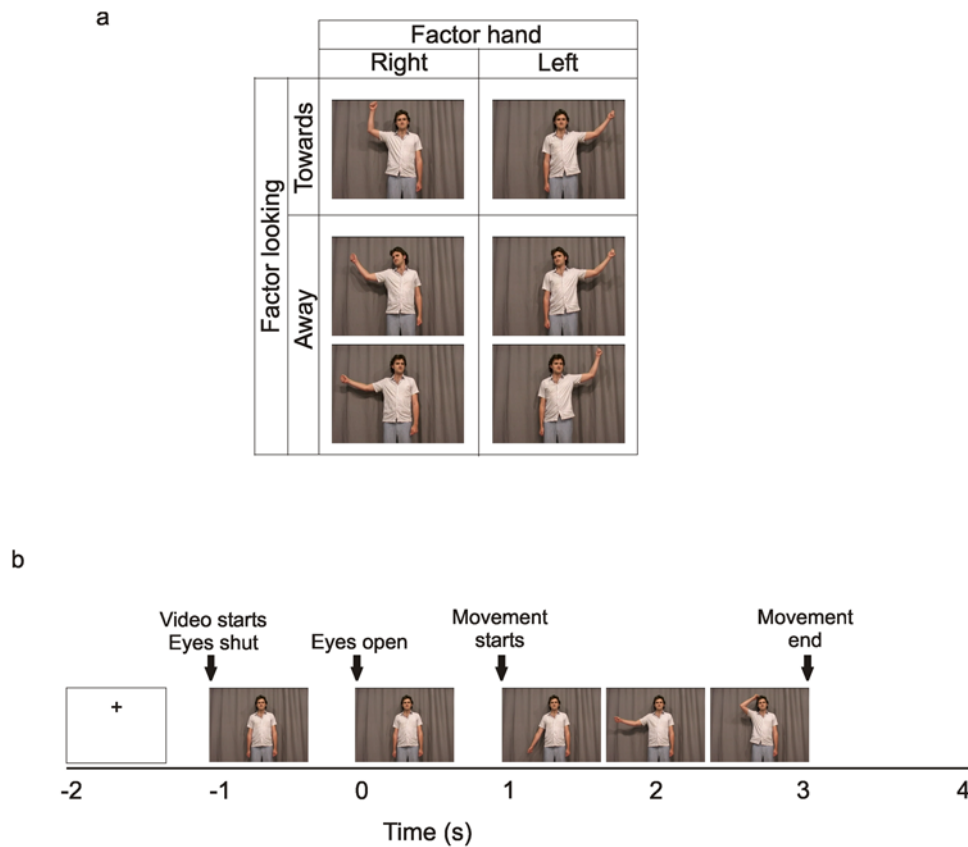 a
Factor hand
Right Left
Factor looking
Towards
Away
b
Video starts
Eyes shut
Eyes open
Movement
starts
Movement
end
+
-2 -1 0 1 2 3 4
Time (s)